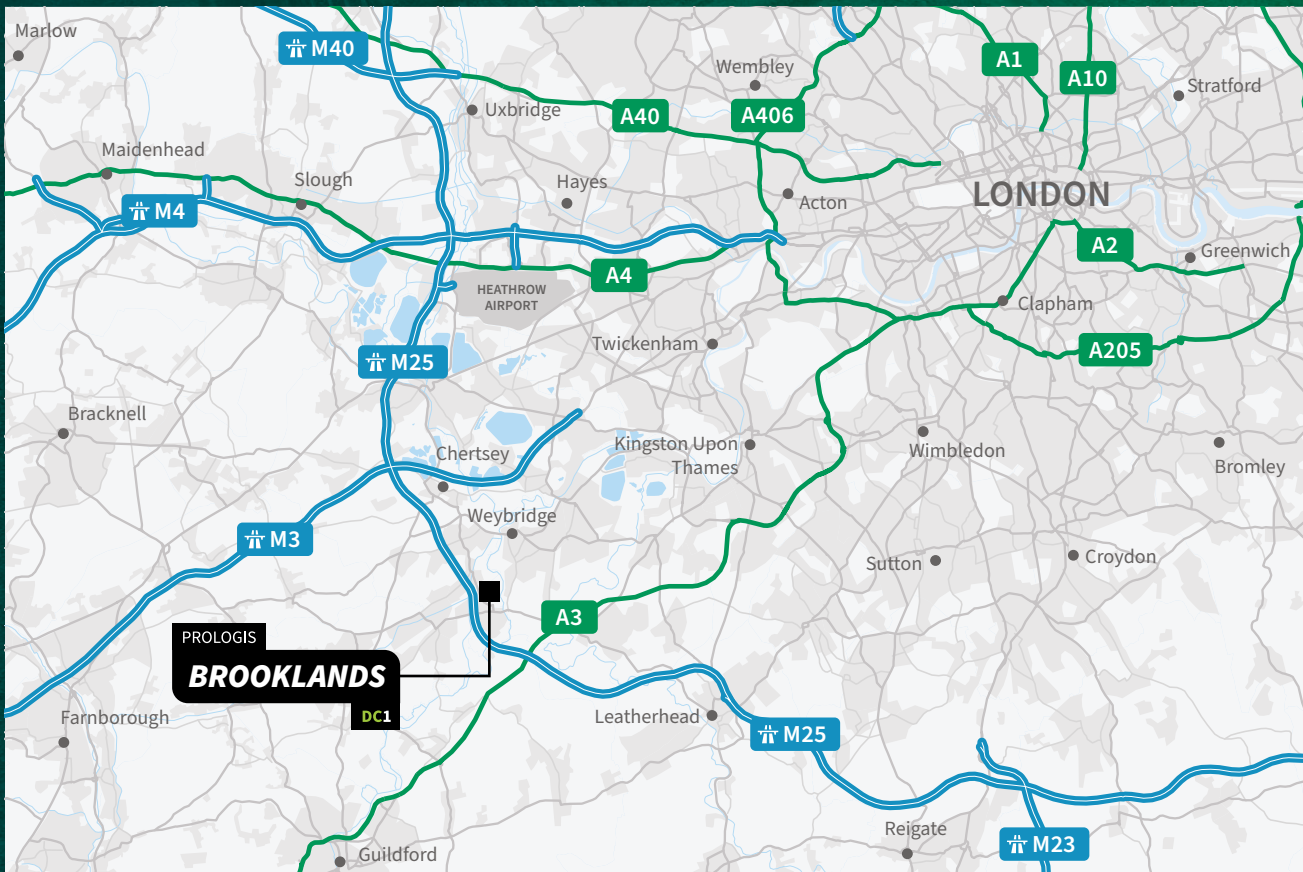 Marlow
M40
Wembley
A1
A10
Stratford
Uxbridge
A40
A406
Maidenhead
Slough
Hayes
Acton
LONDON
M4
A2
Greenwich
A4
HEATHROW
AIRPORT
Clapham
Twickenham
A205
M25
Bracknell
Chertsey
Kingston Upon
Thames
Wimbledon
Bromley
Weybridge
M3
Sutton
Croydon
A3
PROLOGIS
BROOKLANDS
DC1
Farnborough
Leatherhead
M25
Reigate
M23
Guildford